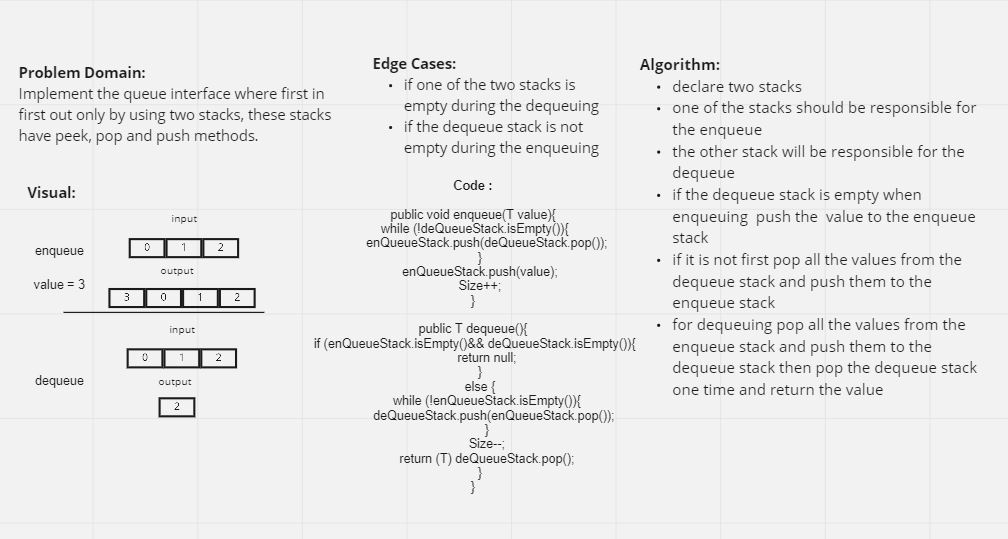 Problem Domain:
Implement the queue interface where first in
first out only by using two stacks, these stacks
have peek, pop and push methods.
Visual:
input
enqueue
0 1 2
output
value = 3
3 0 1 2
input
0 1 2
dequeue
output
2
Edge Cases:
• if one of the two stacks is
empty during the dequeuing
• if the dequeue stack is not
empty during the enqueuing
Code :
public void enqueue(T value){
while (!deQueueStack.isEmpty()){
enQueueStack.push(deQueueStack.pop());
}
enQueueStack.push(value);
Size++;
}
public T dequeue(){
if (enQueueStack.isEmpty()&& deQueueStack.isEmpty()){
return null;
}
else {
while (!enQueueStack.isEmpty()){
deQueueStack.push(enQueueStack.pop());
}
Size--;
return (T) deQueueStack.pop();
}
}
Algorithm:
• declare two stacks
• one of the stacks should be responsible for
the enqueue
• the other stack will be responsible for the
dequeue
• if the dequeue stack is empty when
enqueuing push the value to the enqueue
stack
• if it is not first pop all the values from the
dequeue stack and push them to the
enqueue stack
• for dequeuing pop all the values from the
enqueue stack and push them to the
dequeue stack then pop the dequeue stack
one time and return the value